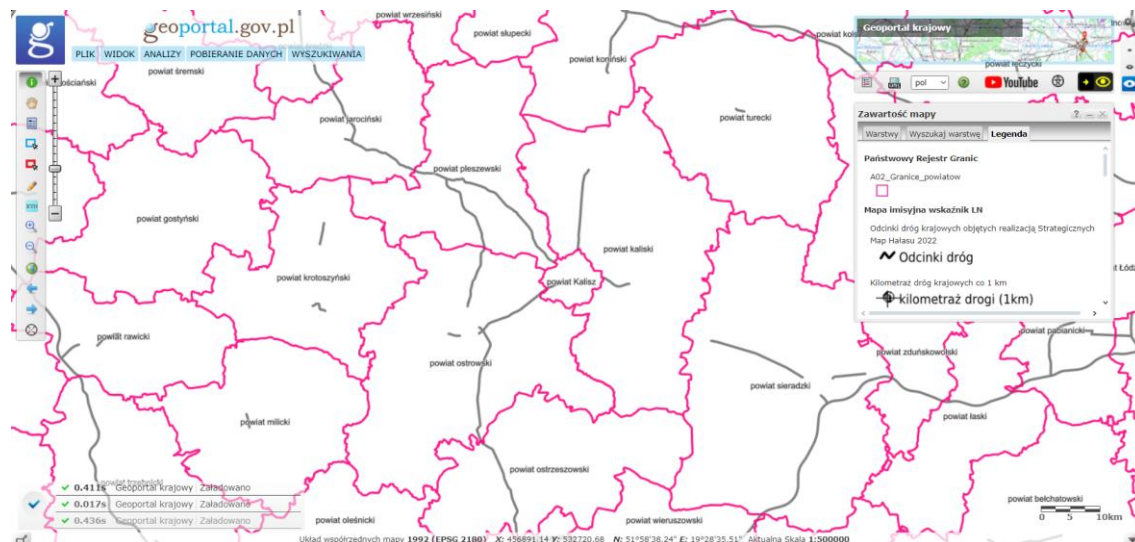 geoportal.gov.pl
PLIK WIDOK ANALIZY POBIERANIE DANYCH WYSZUKIWANIA
Geoportal krajowy
pol
YouTube
Zawartość mapy
Warstwy Wyszukaj warstwę Legenda
Państwowy Rejestr Granic
A02_Granice_powiatow
Mapa imisyjna wskaźnik LN
Odcinki dróg krajowych objętych realizacją Strategicznych
Map Hałasu 2022
Odcinki dróg
Kilometraż dróg krajowych co 1 km
kilometraż drogi (1km)
powiat wrzesiński
powiat słupecki
powiat koniński
powiat śremski
powiat jarociński
powiat turecki
powiat pleszewski
powiat gostyński
powiat kaliski
powiat krotoszyński
powiat Kalisz
powiat rawicki
powiat ostrowski
powiat pabianicki
powiat zduńskowolski
powiat sieradzki
powiat milicki
powiat łaski
powiat ostrzeszowski
powiat trzebnicki
powiat bełchatowski
powiat oleśnicki
powiat wieruszowski
0.411s Geoportal krajowy Załadowano
0.017s Geoportal krajowy Załadowano
0.436s Geoportal krajowy Załadowano
0 5 10km
Układ współrzędnych mapy 1992 (EPSG 2180) X: 456891.14 Y: 532720.68 N: 51°58'38.24" E: 19°28'35.51" Aktualna Skala 1:500000